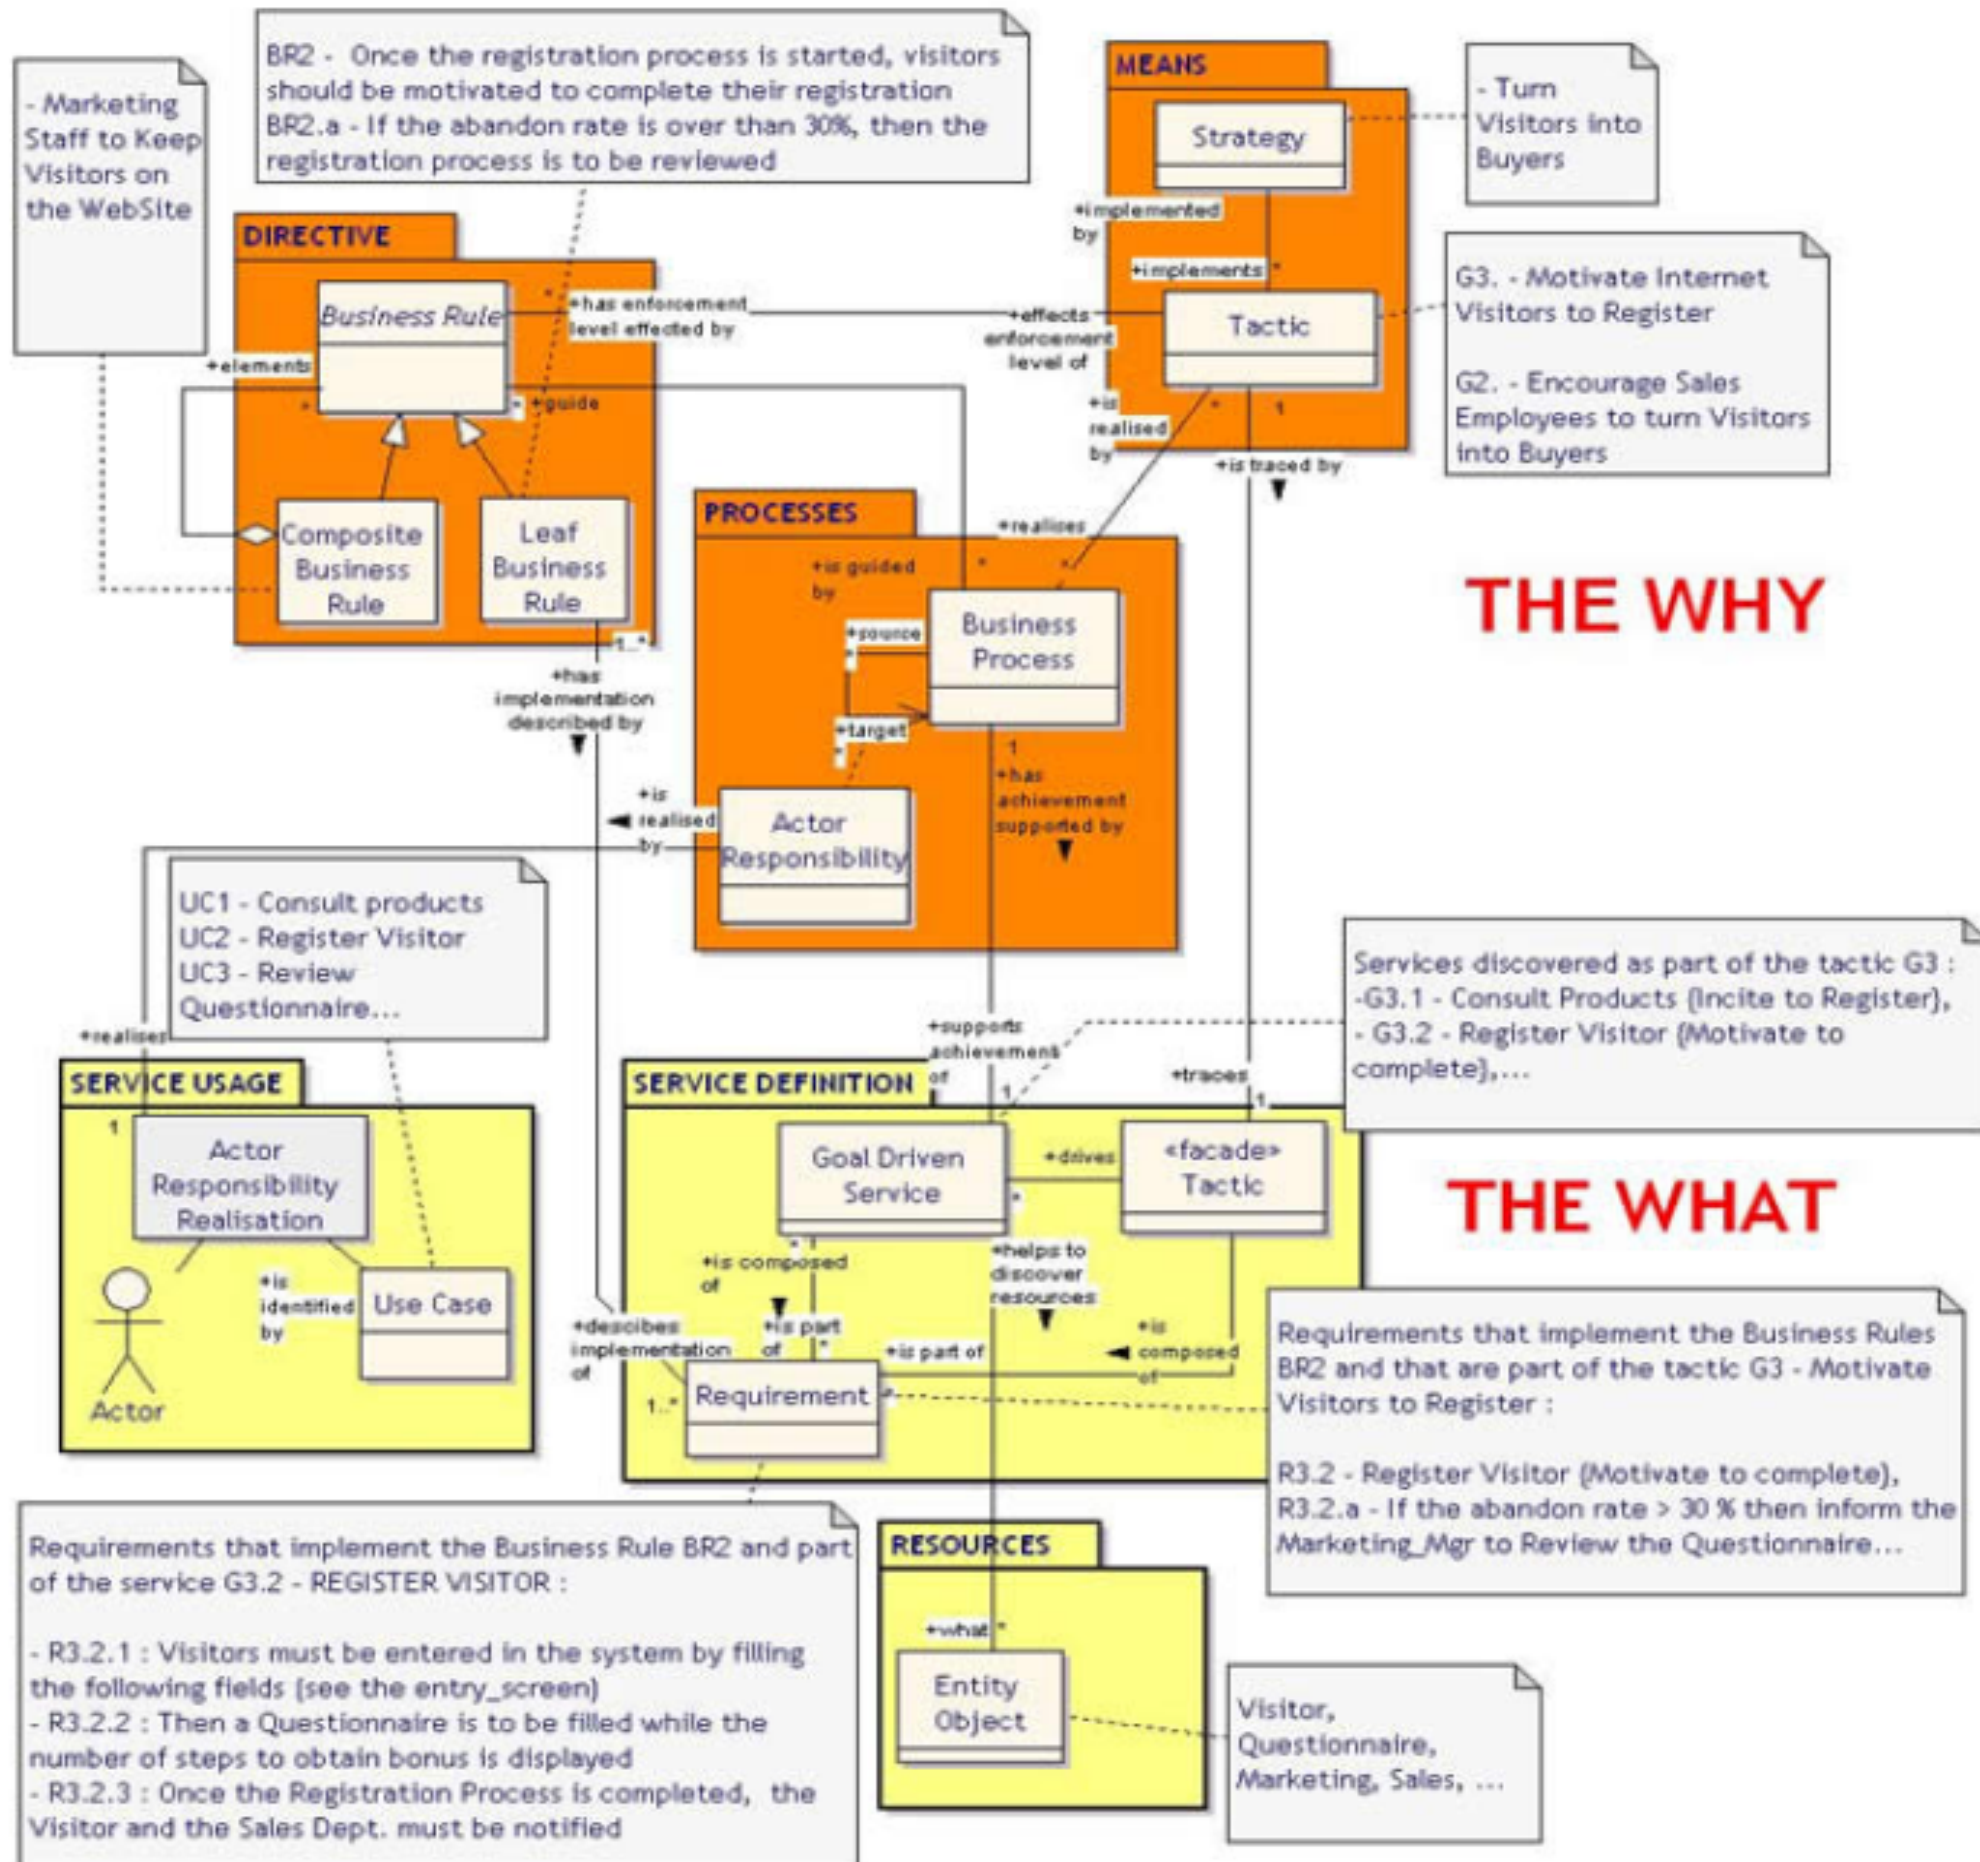 - Marketing
Staff to Keep
Visitors on
the WebSite
BR2 - Once the registration process is started, visitors
should be motivated to complete their registration
BR2.a - If the abandon rate is over than 30%, then the
registration process is to be reviewed
MEANS
Strategy
- Turn
Visitors into
Buyers
+implemented
by
+implements
*
G3. - Motivate Internet
Visitors to Register
G2. - Encourage Sales
Employees to turn Visitors
into Buyers
Tactic
DIRECTIVE
Business Rule
*
+has enforcement
level effected by
+effects
enforcement
level of
+elements
*
* +guide
+is
realised
by
*
1
+is traced by
Composite
Business
Rule
Leaf
Business
Rule
1..*
+has
implementation
described by
PROCESSES
+realises
+is guided
by
*
*
Business
Process
+source
*
+target
*
1
+has
achievement
supported by
Actor
Responsibility
+is
realised
by
THE WHY
UC1 - Consult products
UC2 - Register Visitor
UC3 - Review
Questionnaire...
+realises
SERVICE USAGE
1
Actor
Responsibility
Realisation
+is
identified
by
Use Case
Actor
SERVICE DEFINITION
+supports
achievement
of
1
+traces
1
Services discovered as part of the tactic G3 :
-G3.1 - Consult Products (Incite to Register),
- G3.2 - Register Visitor (Motivate to
complete),...
Goal Driven
Service
+drives
*
«facade»
Tactic
THE WHAT
*
+is composed
of
+helps to
discover
resources
+descibes
implementation
of
+is part
of
*
+is part of
+is
composed
of
1..*
Requirement
*
Requirements that implement the Business Rules
BR2 and that are part of the tactic G3 - Motivate
Visitors to Register :
R3.2 - Register Visitor (Motivate to complete),
R3.2.a - If the abandon rate > 30 % then inform the
Marketing_Mgr to Review the Questionnaire...
Requirements that implement the Business Rule BR2 and part
of the service G3.2 - REGISTER VISITOR :
- R3.2.1 : Visitors must be entered in the system by filling
the following fields (see the entry_screen)
- R3.2.2 : Then a Questionnaire is to be filled while the
number of steps to obtain bonus is displayed
- R3.2.3 : Once the Registration Process is completed, the
Visitor and the Sales Dept. must be notified
RESOURCES
+what *
Entity
Object
Visitor,
Questionnaire,
Marketing, Sales, ...